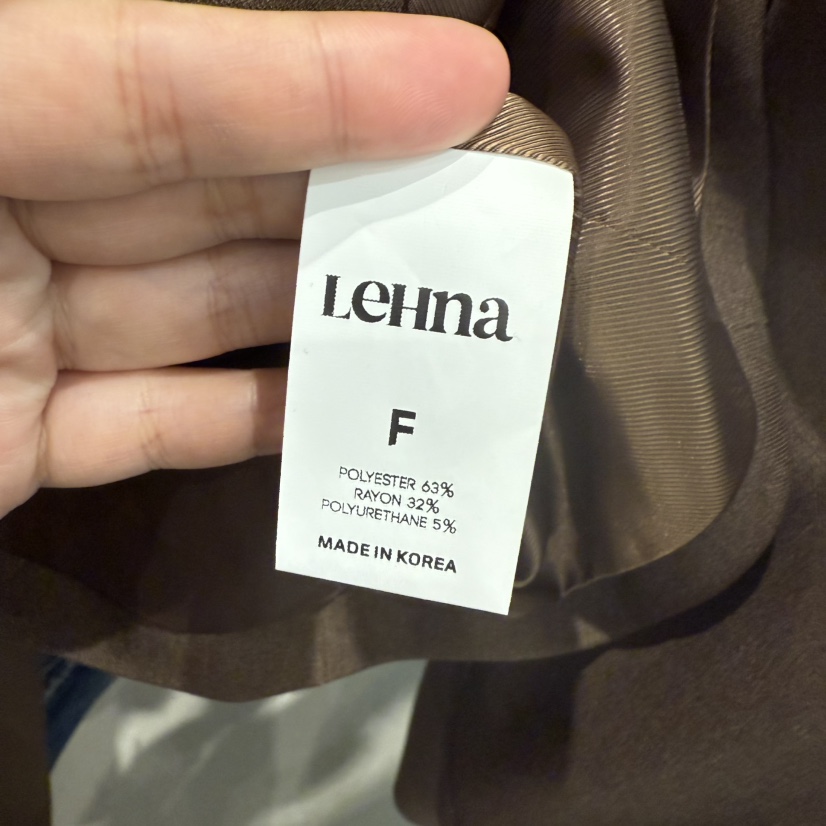 LeHna
F
POLYESTER 63%
RAYON 32%
POLYURETHANE 5%
MADE IN KOREA